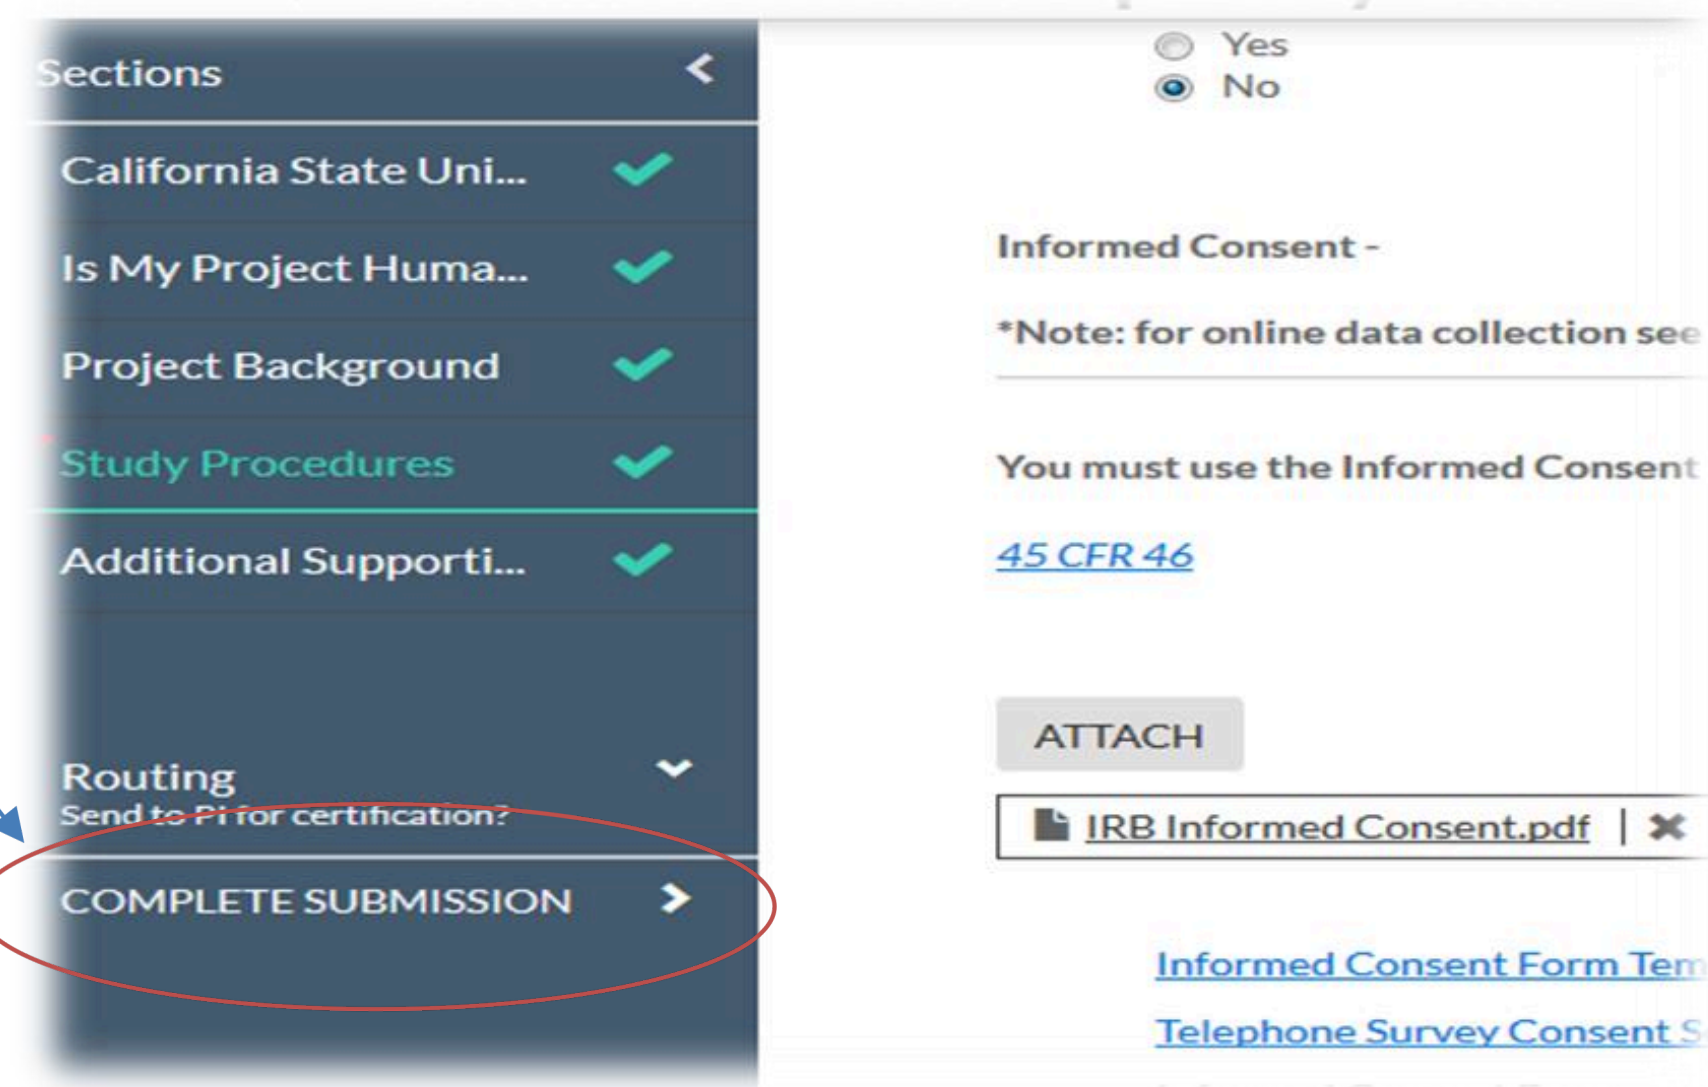 Sections
California State Uni...
Is My Project Huma...
Project Background
Study Procedures
Additional Supporti...
Routing
Send to PI for certification?
COMPLETE SUBMISSION
Yes
No
Informed Consent -
*Note: for online data collection see
You must use the Informed Consent
45 CFR 46
ATTACH
IRB Informed Consent.pdf |
Informed Consent Form Tem
Telephone Survey Consent S